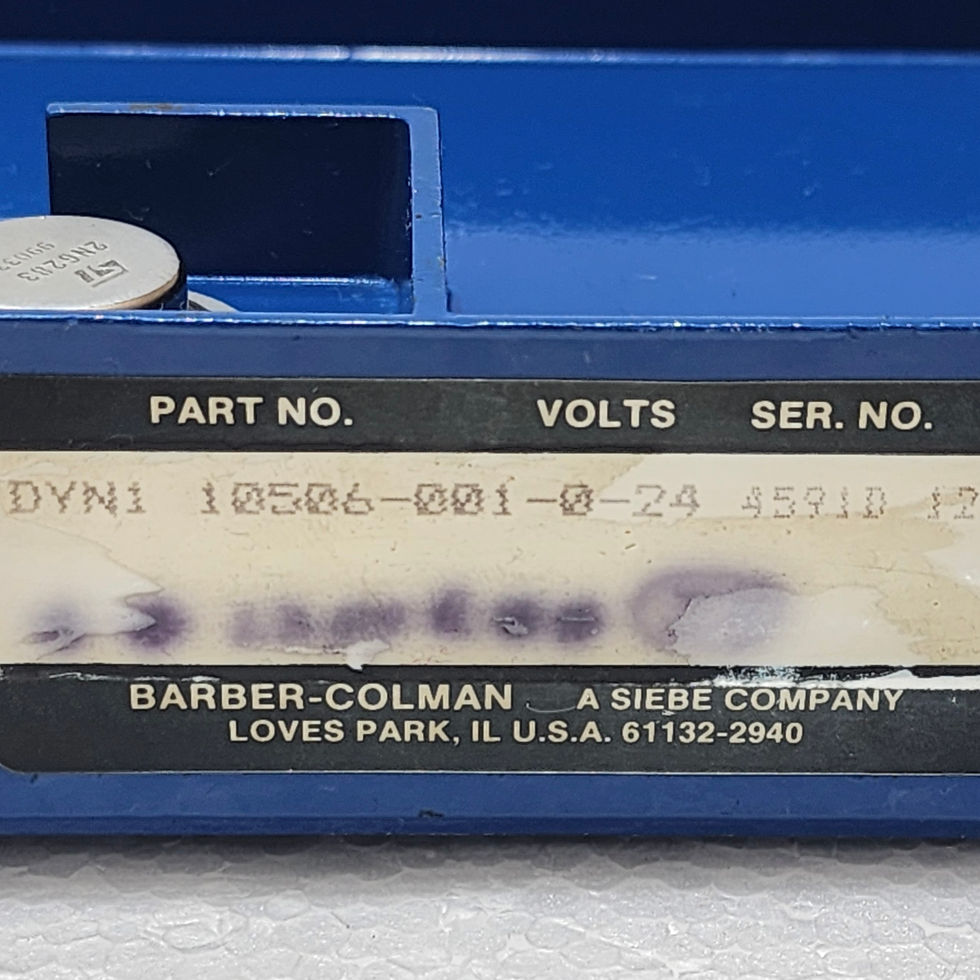 2N6283
PART NO. VOLTS SER. NO.
DYN1 10506-001-0-24
BARBER-COLMAN A SIEBE COMPANY
LOVES PARK, IL U.S.A. 61132-2940